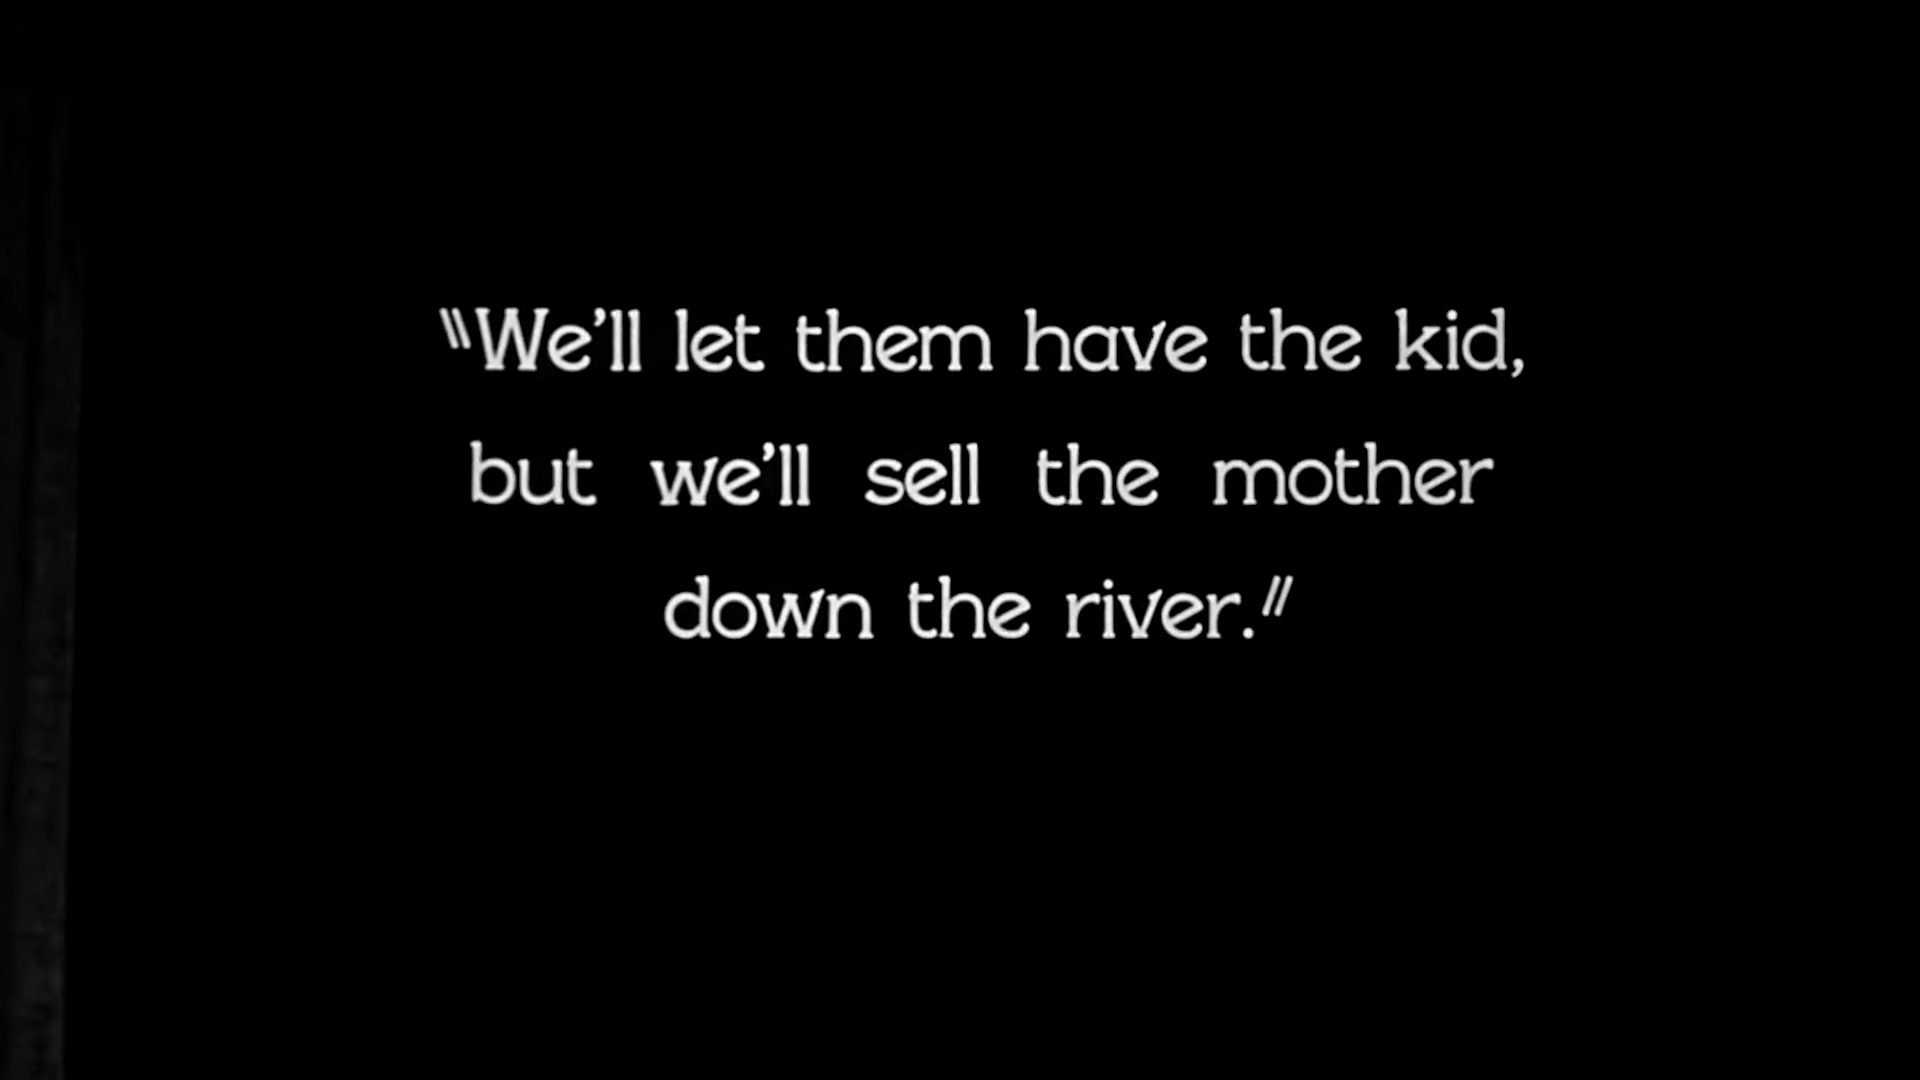 "We'll let them have the kid,
but we'll sell the mother
down the river."